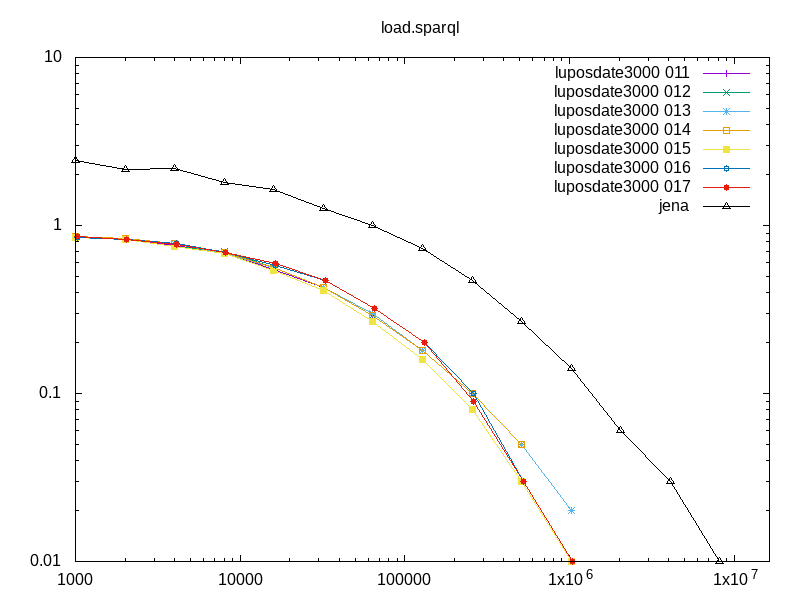 load.sparql
10
1
0.1
0.01
luposdate3000 011
luposdate3000 012
luposdate3000 013
luposdate3000 014
luposdate3000 015
luposdate3000 016
luposdate3000 017
jena
1000 10000 100000 1x10^6 1x10^7